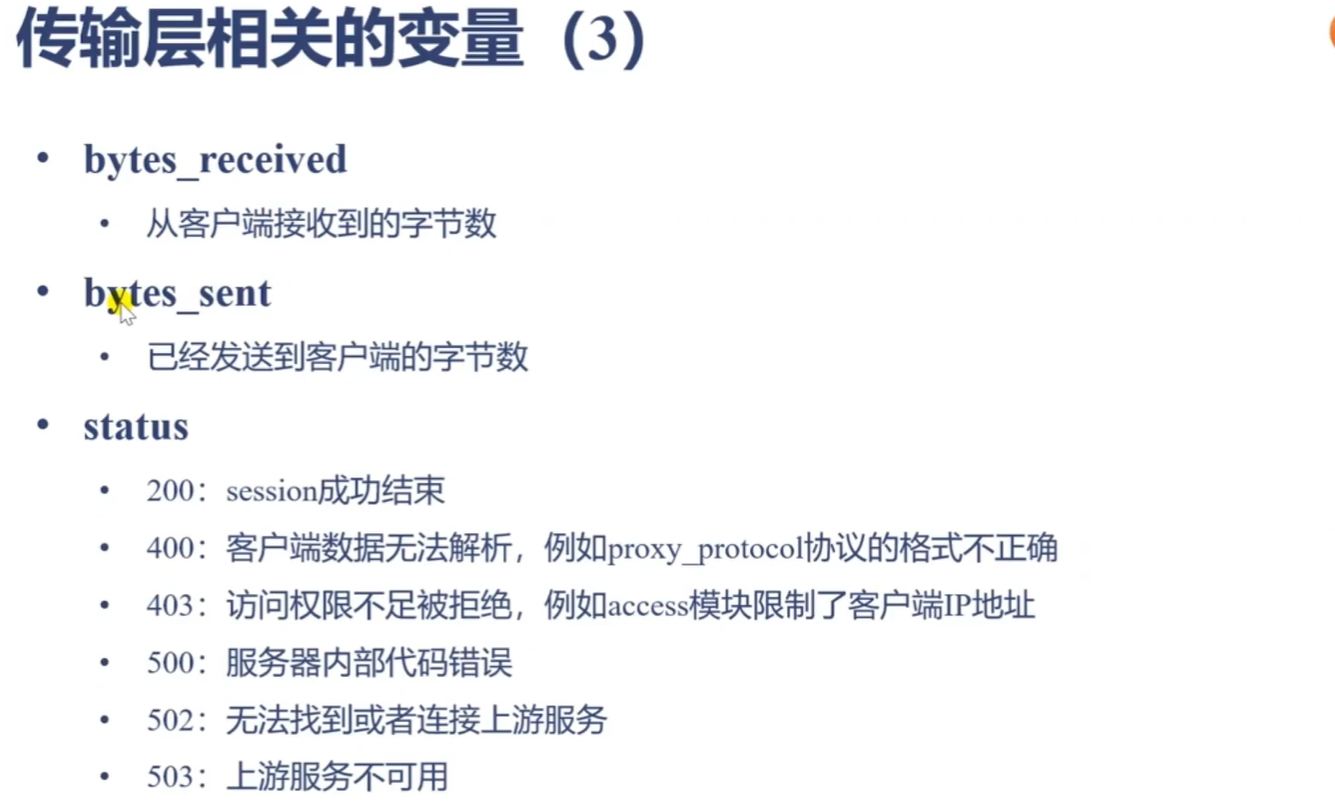 传输层相关的变量（3）
• bytes_received
• 从客户端接收到的字节数
• bytes_sent
• 已经发送到客户端的字节数
• status
• 200：session成功结束
• 400：客户端数据无法解析，例如proxy_protocol协议的格式不正确
• 403：访问权限不足被拒绝，例如access模块限制了客户端IP地址
• 500：服务器内部代码错误
• 502：无法找到或者连接上游服务
• 503：上游服务不可用